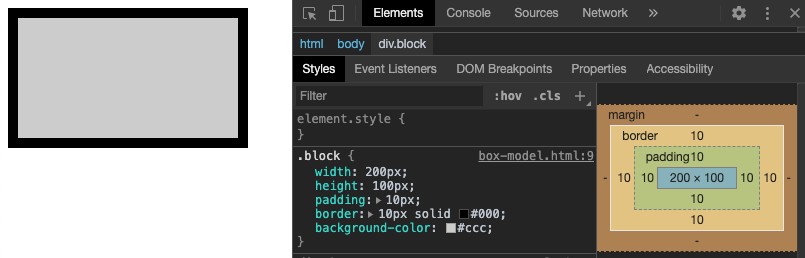 Elements Console Sources Network »
html body div.block
Styles Event Listeners DOM Breakpoints Properties Accessibility
Filter :hov .cls +
element.style {
}
.block { box-model.html:9
width: 200px;
height: 100px;
padding: 10px;
border: 10px solid #000;
background-color: #ccc;
}
margin -
border 10
padding 10
- 10 10 200 × 100 10 10 -
10
10
-